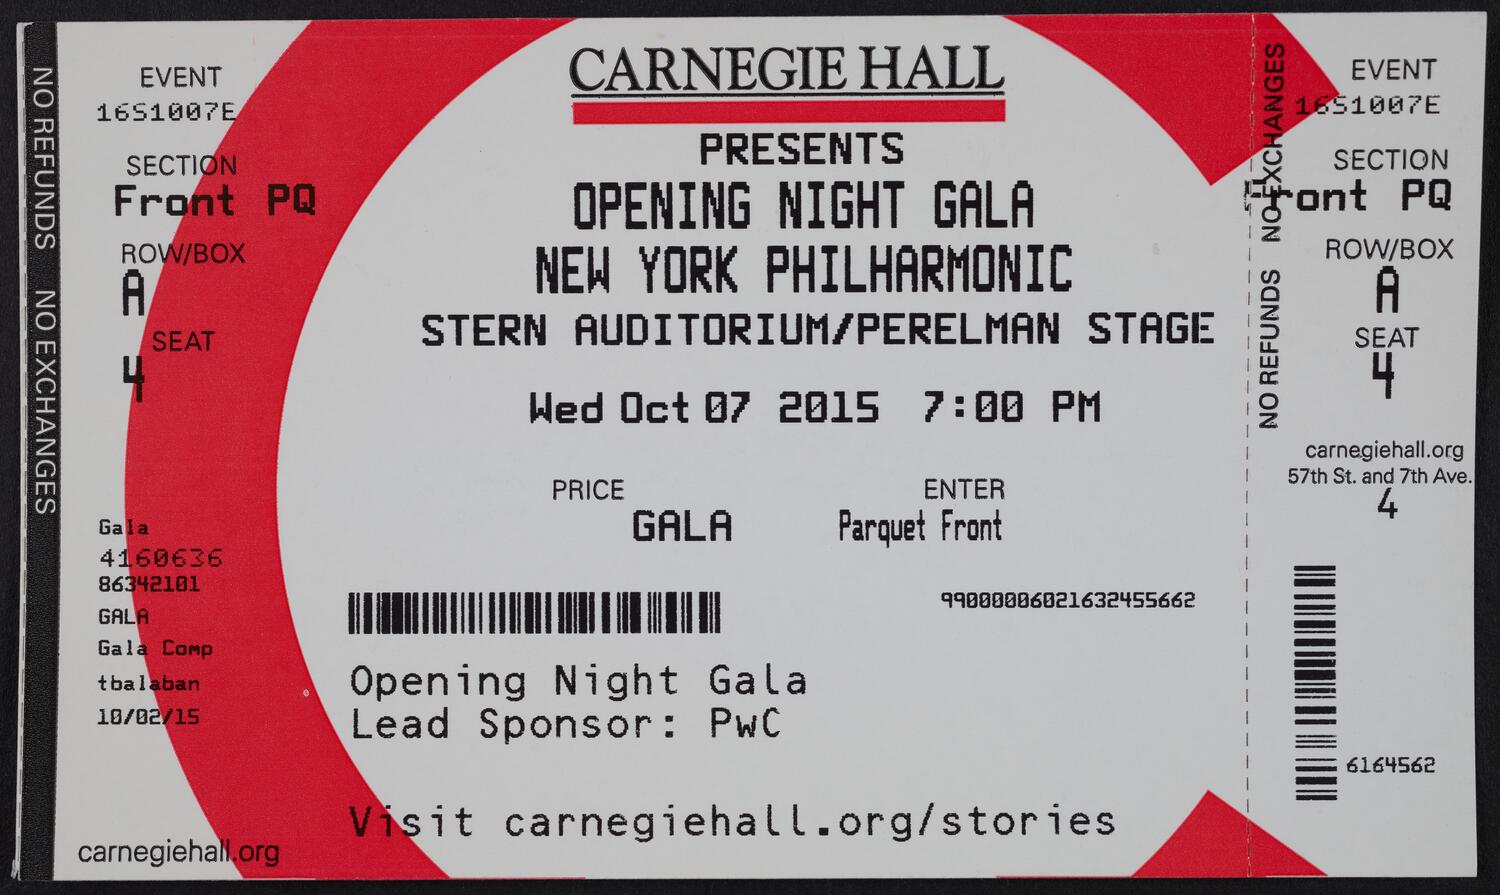 NO REFUNDS NO EXCHANGES
EVENT
16S1007E
SECTION
Front PQ
ROW/BOX
A
SEAT
4
Gala
4160636
86342101
GALA
Gala Comp
tbalaban
10/02/15
carnegiehall.org
CARNEGIE HALL
PRESENTS
OPENING NIGHT GALA
NEW YORK PHILHARMONIC
STERN AUDITORIUM/PERELMAN STAGE
Wed Oct 07 2015 7:00 PM
PRICE
GALA
ENTER
Parquet Front
99000006021632455662
Opening Night Gala
Lead Sponsor: PwC
Visit carnegiehall.org/stories
NO REFUNDS NO EXCHANGES
EVENT
16S1007E
SECTION
Front PQ
ROW/BOX
A
SEAT
4
carnegiehall.org
57th St. and 7th Ave.
4
6164562